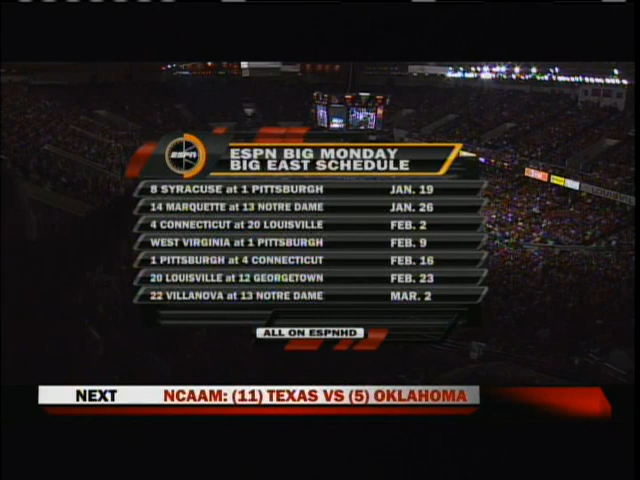 ESPN
ESPN BIG MONDAY
BIG EAST SCHEDULE
8 SYRACUSE at 1 PITTSBURGH JAN. 19
14 MARQUETTE at 13 NOTRE DAME JAN. 26
4 CONNECTICUT at 20 LOUISVILLE FEB. 2
WEST VIRGINIA at 1 PITTSBURGH FEB. 9
1 PITTSBURGH at 4 CONNECTICUT FEB. 16
20 LOUISVILLE at 12 GEORGETOWN FEB. 23
22 VILLANOVA at 13 NOTRE DAME MAR. 2
ALL ON ESPNHD
NEXT NCAAM: (11) TEXAS VS (5) OKLAHOMA